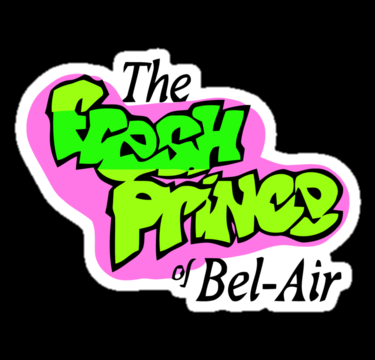 The
Fresh
Prince
of Bel-Air